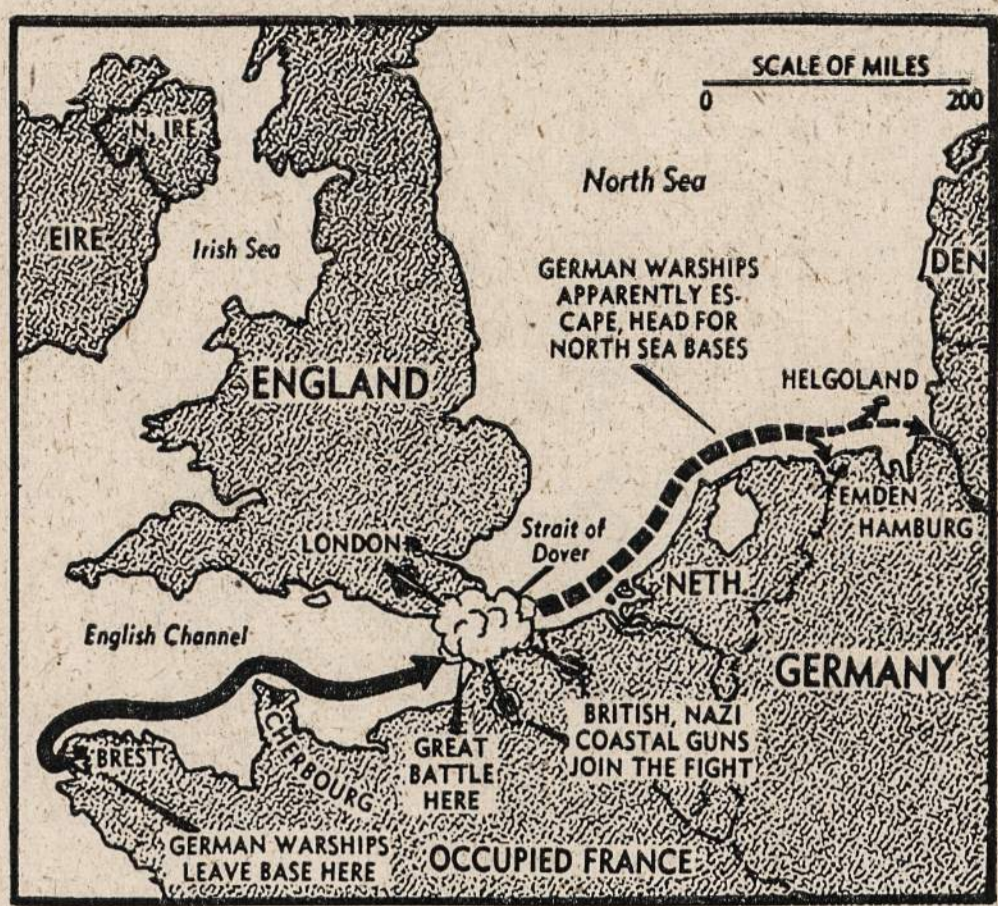 SCALE OF MILES
0 200
N. IRE.
North Sea
EIRE
Irish Sea
DEN
GERMAN WARSHIPS
APPARENTLY ES-
CAPE, HEAD FOR
NORTH SEA BASES
HELGOLAND
ENGLAND
EMDEN
HAMBURG
LONDON
Strait of
Dover
NETH.
English Channel
GERMANY
BREST
CHERBOURG
GREAT
BATTLE
HERE
BRITISH, NAZI
COASTAL GUNS
JOIN THE FIGHT
GERMAN WARSHIPS
LEAVE BASE HERE
OCCUPIED FRANCE